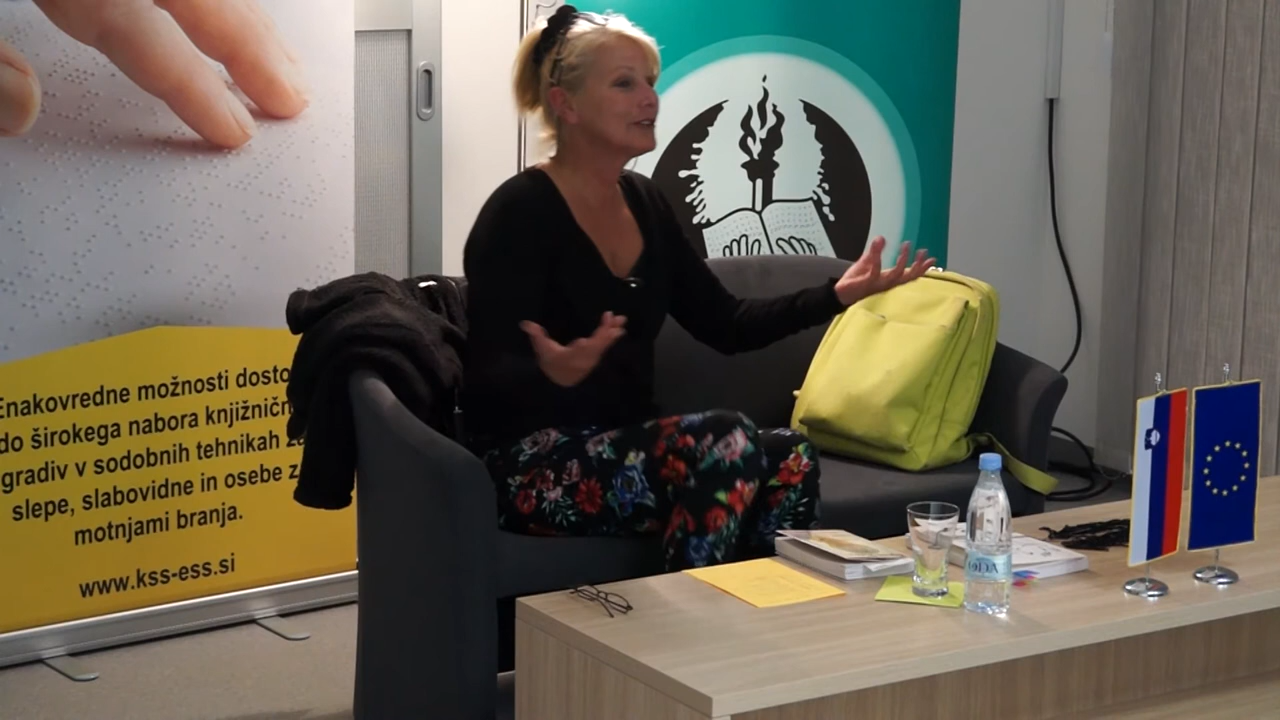 Enakovredne možnosti dosto
do širokega nabora knjižničn
gradiv v sodobnih tehnikah za
slepe, slabovidne in osebe z
motnjami branja.
www.kss-ess.si